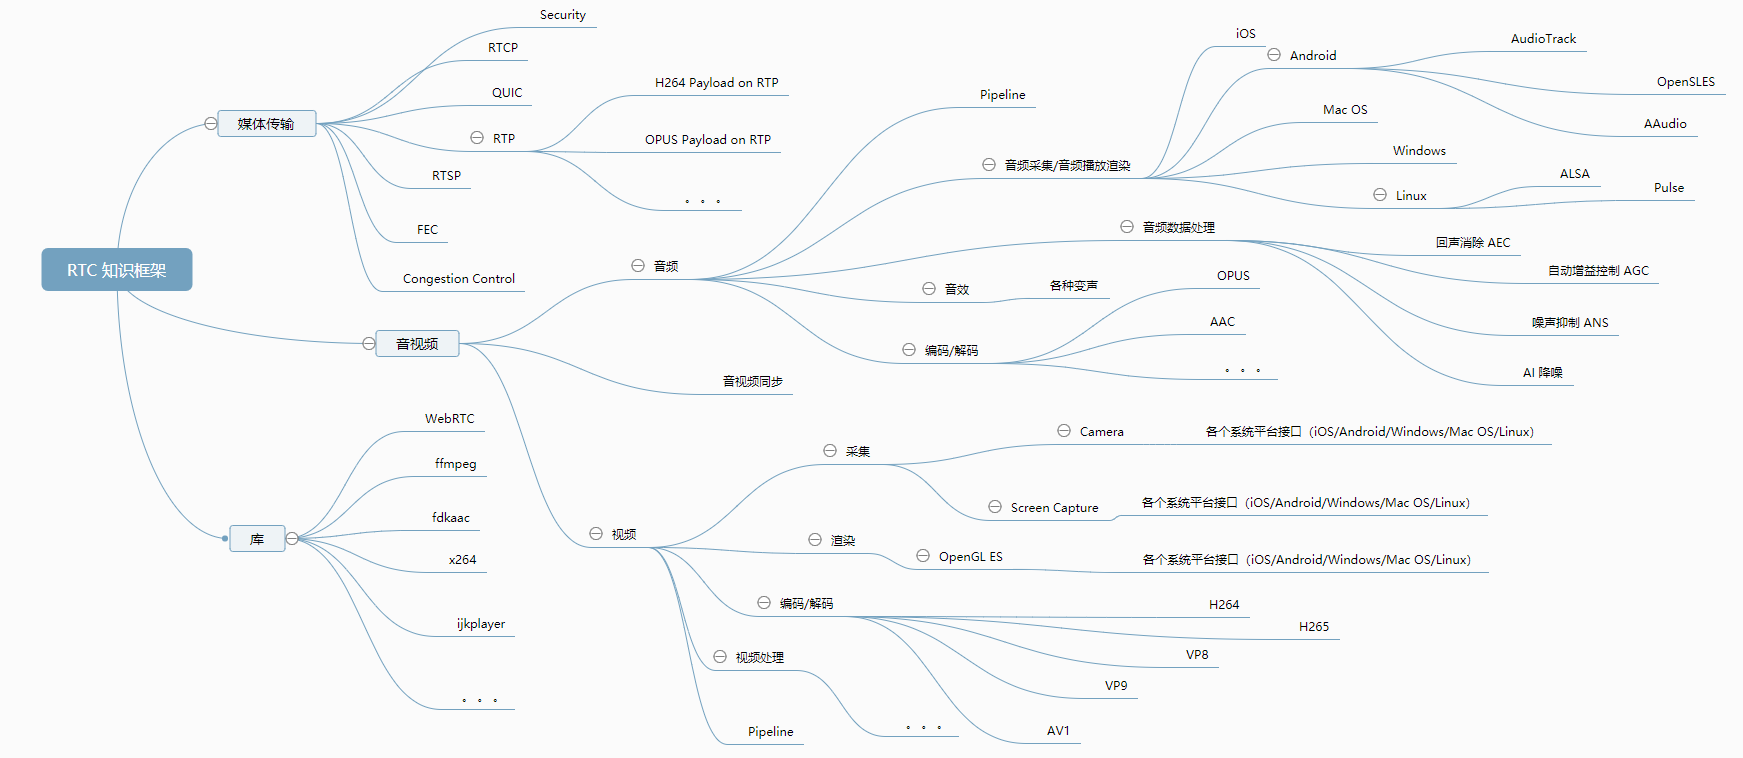 RTC 知识框架
媒体传输
Security
RTCP
QUIC
RTP
H264 Payload on RTP
OPUS Payload on RTP
。。。
RTSP
FEC
Congestion Control
音视频
音频
Pipeline
音频采集/音频播放渲染
iOS
Android
AudioTrack
OpenSLES
AAudio
Mac OS
Windows
Linux
ALSA
Pulse
音频数据处理
回声消除 AEC
自动增益控制 AGC
噪声抑制 ANS
AI 降噪
音效
各种变声
编码/解码
OPUS
AAC
。。。
音视频同步
视频
采集
Camera
各个系统平台接口（iOS/Android/Windows/Mac OS/Linux）
Screen Capture
各个系统平台接口（iOS/Android/Windows/Mac OS/Linux）
渲染
OpenGL ES
各个系统平台接口（iOS/Android/Windows/Mac OS/Linux）
编码/解码
H264
H265
VP8
VP9
AV1
视频处理
。。。
Pipeline
库
WebRTC
ffmpeg
fdkaac
x264
ijkplayer
。。。